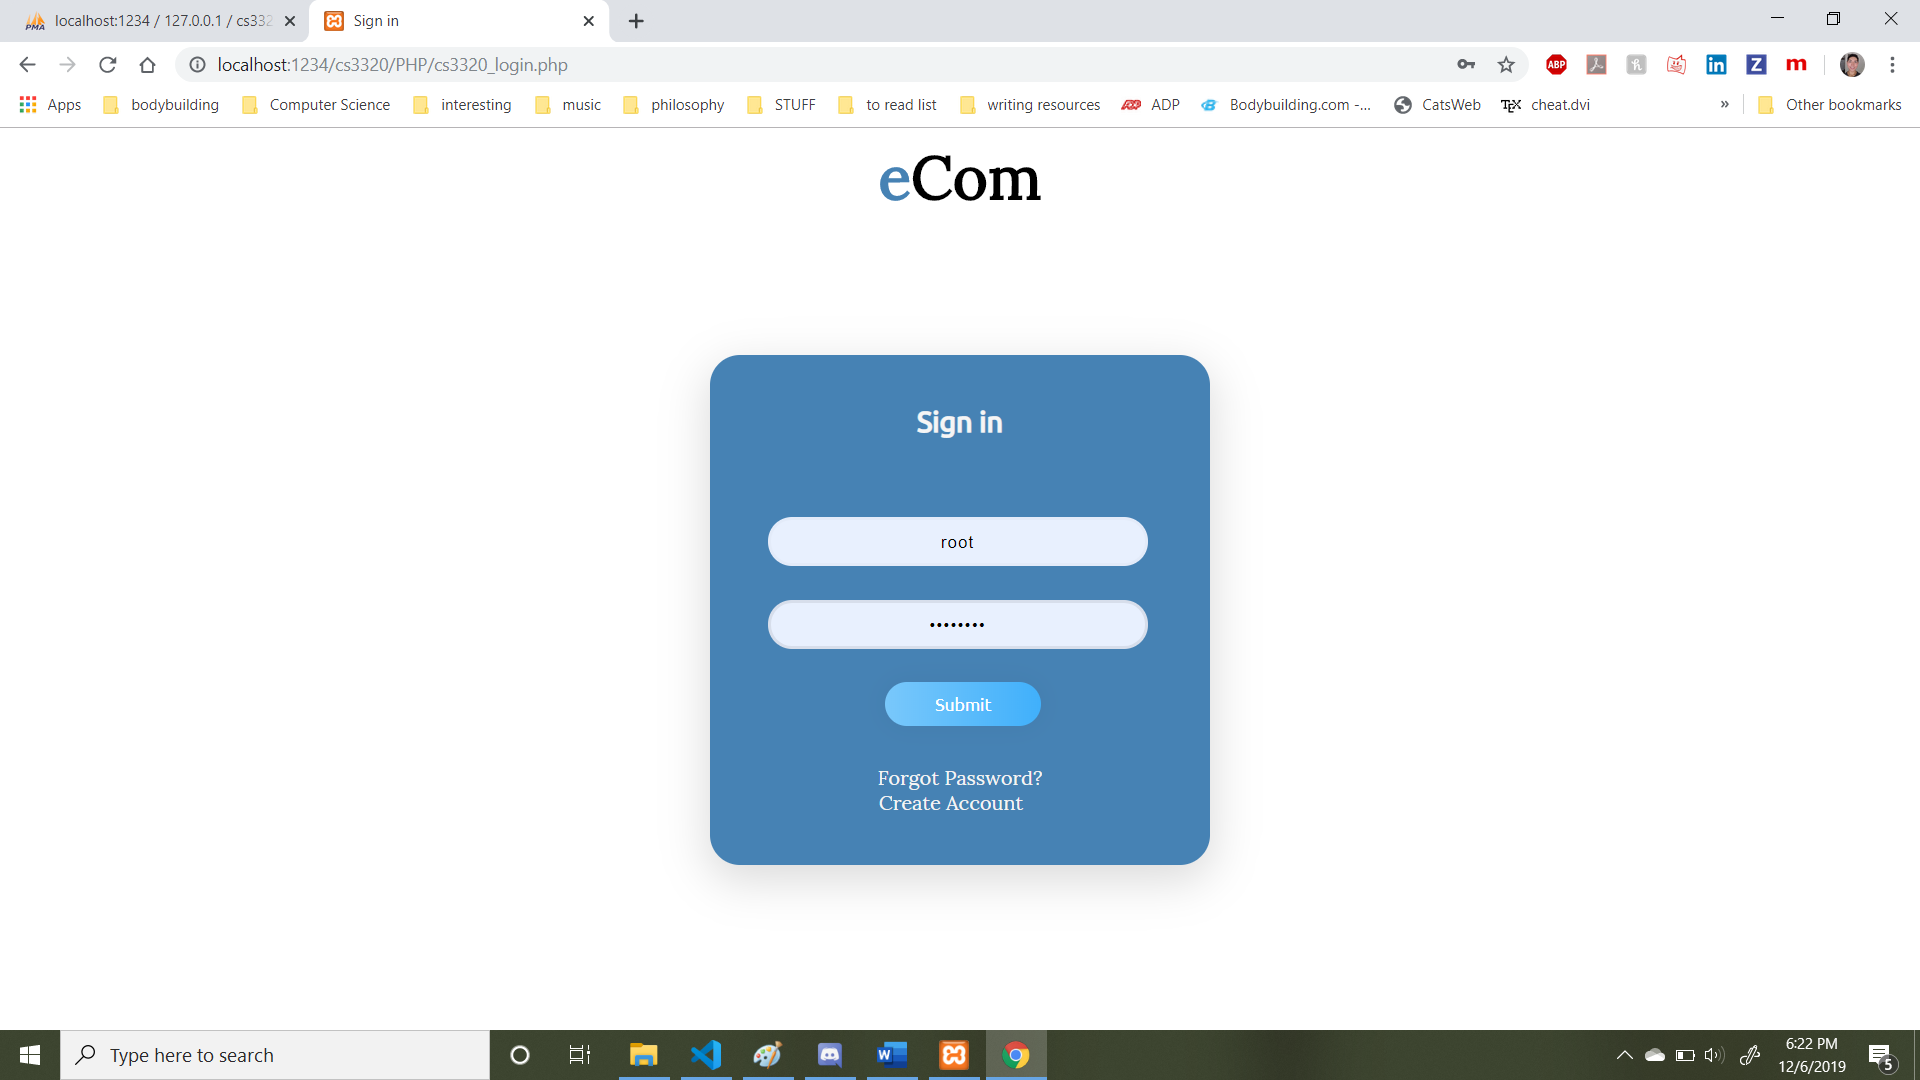 localhost:1234 / 127.0.0.1 / cs332
Sign in
localhost:1234/cs3320/PHP/cs3320_login.php
ABP
Apps
bodybuilding
Computer Science
interesting
music
philosophy
STUFF
to read list
writing resources
ADP
Bodybuilding.com -...
CatsWeb
cheat.dvi
»
Other bookmarks
eCom
Sign in
root
••••••••
Submit
Forgot Password?
Create Account
Type here to search
6:22 PM
12/6/2019
5